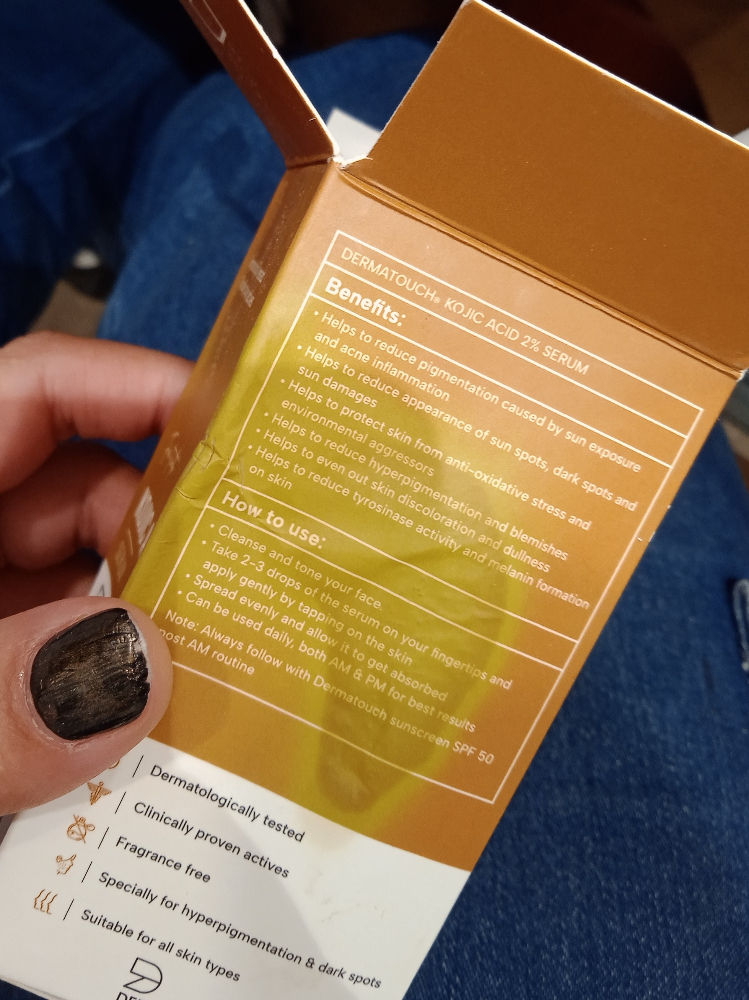 DERMATOUCH® KOJIC ACID 2% SERUM
Benefits:
• Helps to reduce pigmentation caused by sun exposure
and acne inflammation
• Helps to reduce appearance of sun spots, dark spots and
sun damages
• Helps to protect skin from anti-oxidative stress and
environmental aggressors
• Helps to reduce hyperpigmentation and blemishes
• Helps to even out skin discoloration and dullness
• Helps to reduce tyrosinase activity and melanin formation
on skin
How to use:
• Cleanse and tone your face.
• Take 2-3 drops of the serum on your fingertips and
apply gently by tapping on the skin
• Spread evenly and allow it to get absorbed
• Can be used daily, both AM & PM for best results
Note: Always follow with Dermatouch sunscreen SPF 50
post AM routine
Dermatologically tested
Clinically proven actives
Fragrance free
Specially for hyperpigmentation & dark spots
Suitable for all skin types